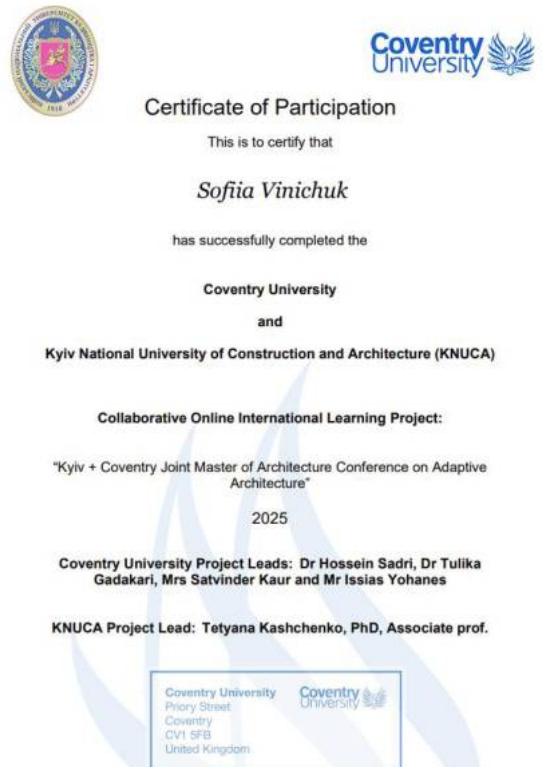 1918
Coventry
University
Certificate of Participation
This is to certify that
Sofiia Vinichuk
has successfully completed the
Coventry University
and
Kyiv National University of Construction and Architecture (KNUCA)
Collaborative Online International Learning Project:
“Kyiv + Coventry Joint Master of Architecture Conference on Adaptive
Architecture”
2025
Coventry University Project Leads: Dr Hossein Sadri, Dr Tulika
Gadakari, Mrs Satvinder Kaur and Mr Issias Yohanes
KNUCA Project Lead: Tetyana Kashchenko, PhD, Associate prof.
Coventry University
Priory Street
Coventry
CV1 5FB
United Kingdom
Coventry
University